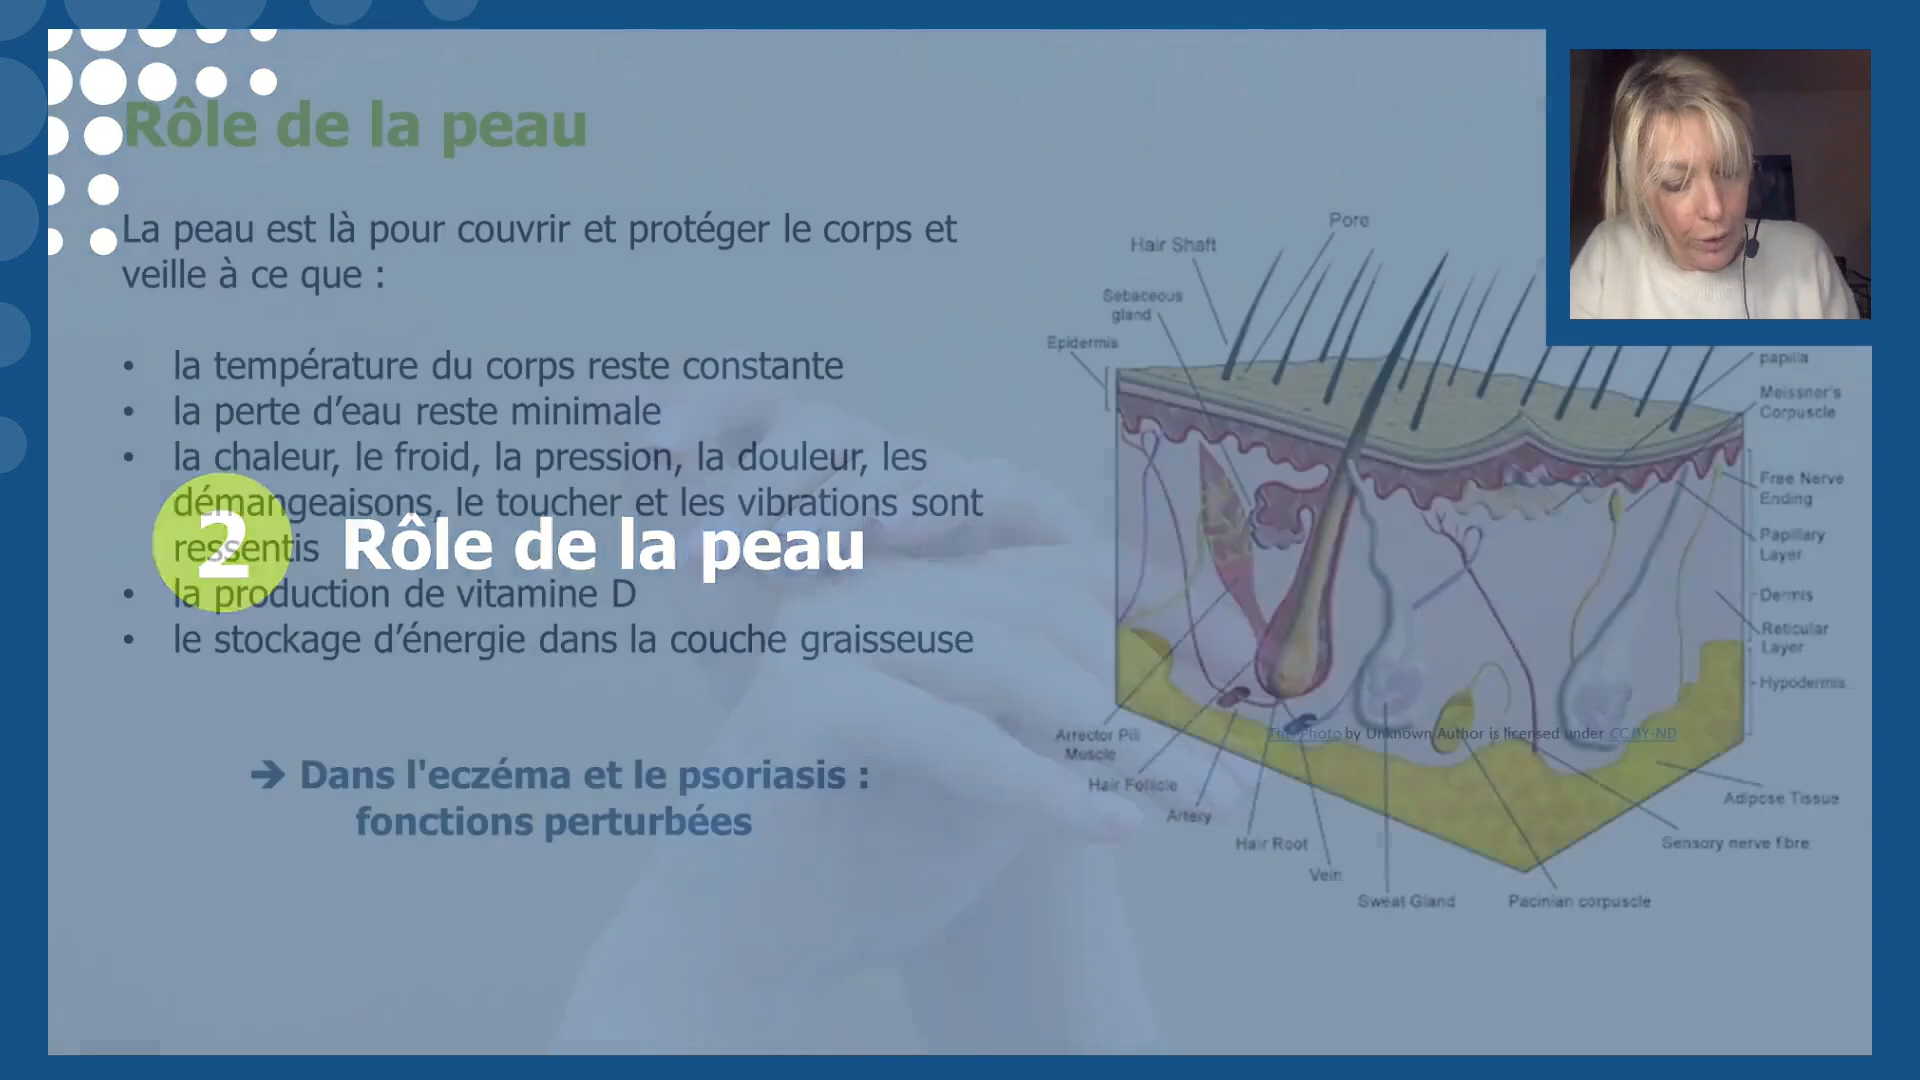 Rôle de la peau
La peau est là pour couvrir et protéger le corps et
veille à ce que :
• la température du corps reste constante
• la perte d’eau reste minimale
• la chaleur, le froid, la pression, la douleur, les
démangeaisons, le toucher et les vibrations sont
ressentis
• la production de vitamine D
• le stockage d’énergie dans la couche graisseuse
2 Rôle de la peau
➔ Dans l'eczéma et le psoriasis :
fonctions perturbées
Pore
Hair Shaft
Sebaceous
gland
Epidermis
papilla
Meissner's
Corpuscle
Free Nerve
Ending
Papillary
Layer
Dermis
Reticular
Layer
Hypodermis
This Photo by Unknown Author is licensed under CC BY-ND
Arrector Pili
Muscle
Hair Follicle
Artery
Hair Root
Vein
Sweat Gland
Pacinian corpuscle
Sensory nerve fibre
Adipose Tissue